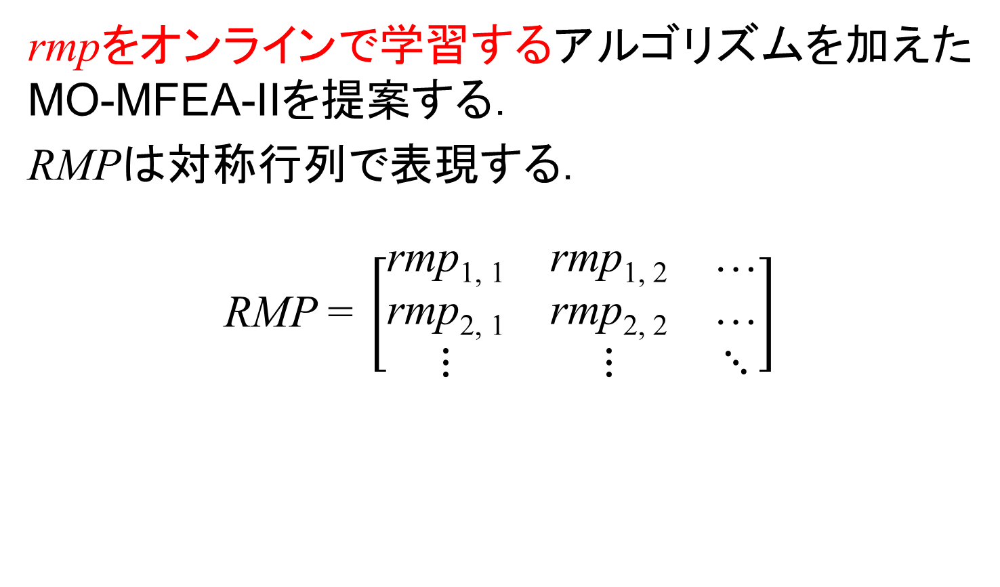 rmpをオンラインで学習するアルゴリズムを加えた
MO-MFEA-IIを提案する.
RMPは対称行列で表現する.
rmp1, 1 rmp1, 2 …
RMP = rmp2, 1 rmp2, 2 …
⋮ ⋮ ⋱